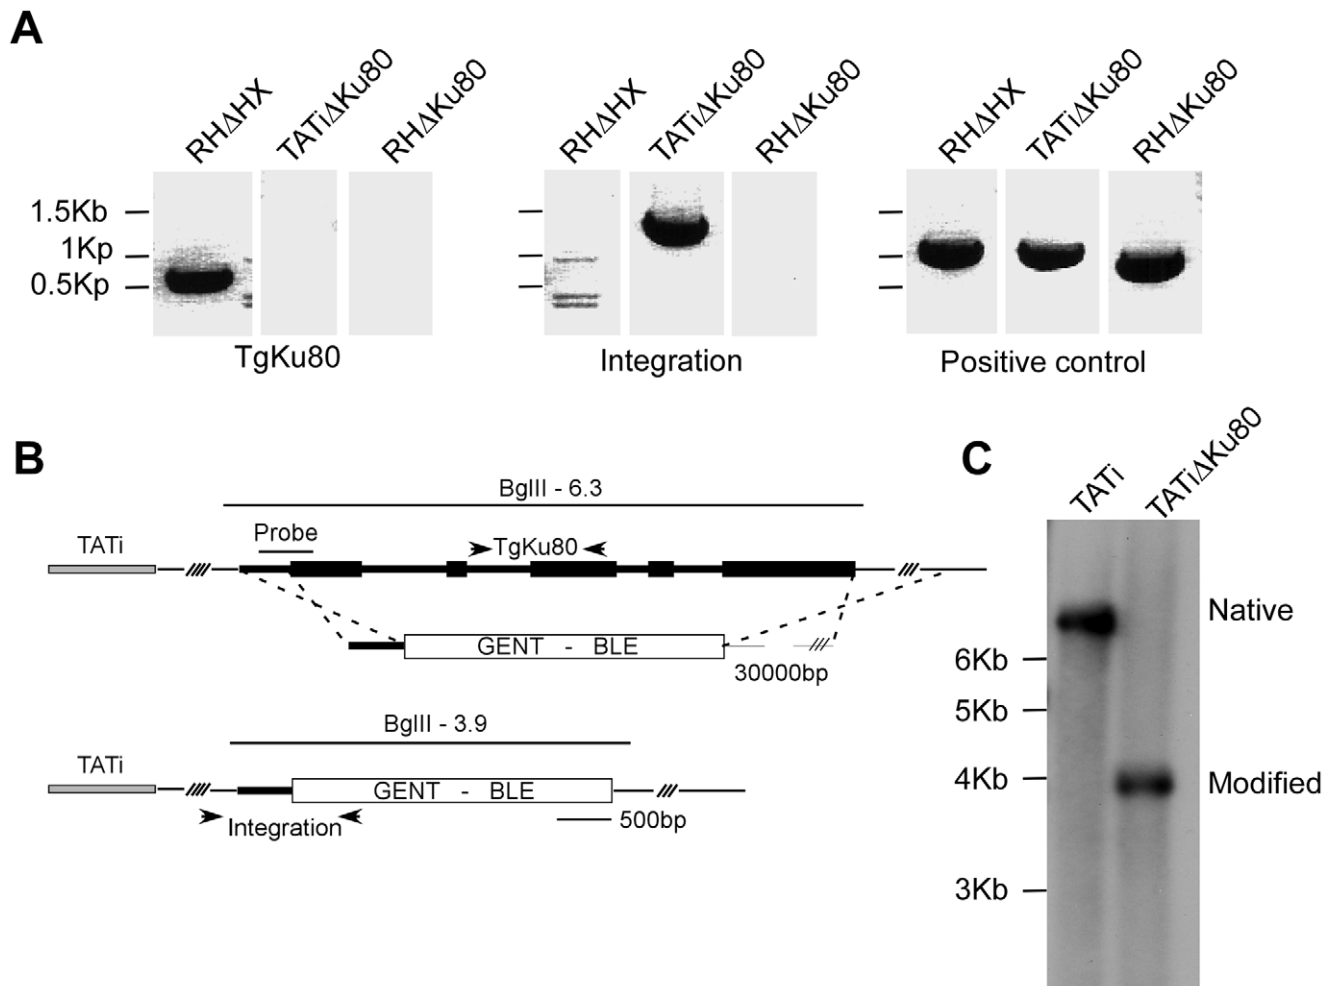 A
RHΔHX
TATiΔKu80
RHΔKu80
RHΔHX
TATiΔKu80
RHΔKu80
RHΔHX
TATiΔKu80
RHΔKu80
1.5Kb
1Kp
0.5Kp
TgKu80
Integration
Positive control
B
BglII - 6.3
TATi
Probe
TgKu80
GENT - BLE
30000bp
BglII - 3.9
TATi
GENT - BLE
Integration
500bp
C
TATi
TATiΔKu80
Native
6Kb
5Kb
4Kb
Modified
3Kb